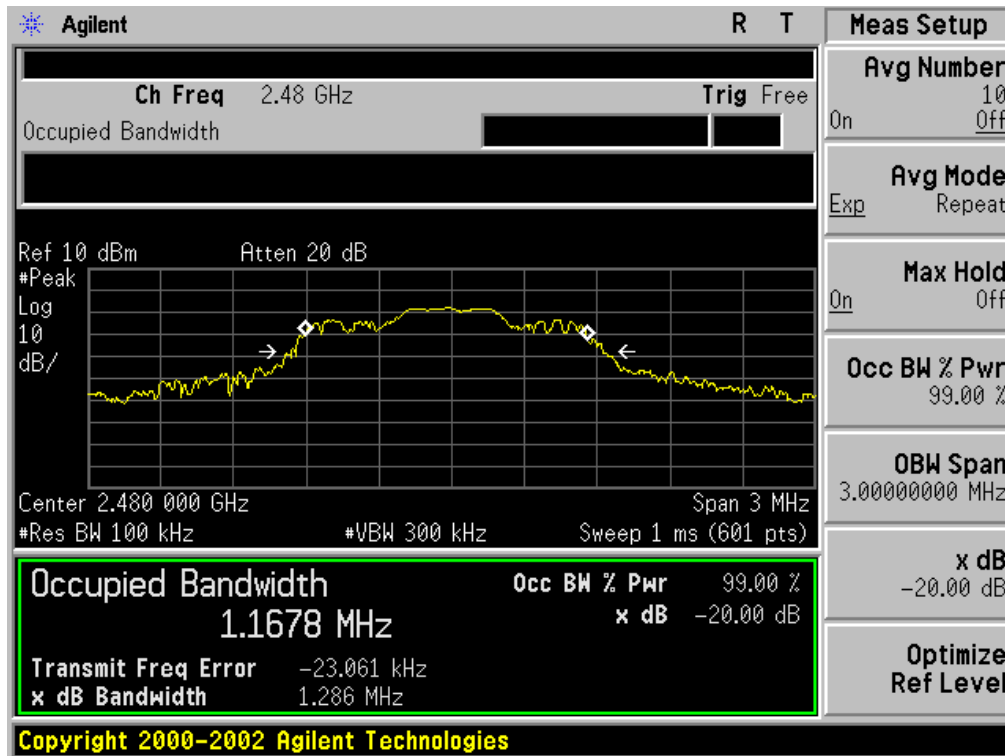 Agilent R T
Ch Freq 2.48 GHz Trig Free
Occupied Bandwidth
Ref 10 dBm Atten 20 dB
#Peak
Log
10
dB/
Center 2.480 000 GHz Span 3 MHz
#Res BW 100 kHz #VBW 300 kHz Sweep 1 ms (601 pts)
Occupied Bandwidth Occ BW % Pwr 99.00 %
1.1678 MHz x dB -20.00 dB
Transmit Freq Error -23.061 kHz
x dB Bandwidth 1.286 MHz
Copyright 2000-2002 Agilent Technologies
Meas Setup
Avg Number
10
On Off
Avg Mode
Exp Repeat
Max Hold
On Off
Occ BW % Pwr
99.00 %
OBW Span
3.00000000 MHz
x dB
-20.00 dB
Optimize
Ref Level